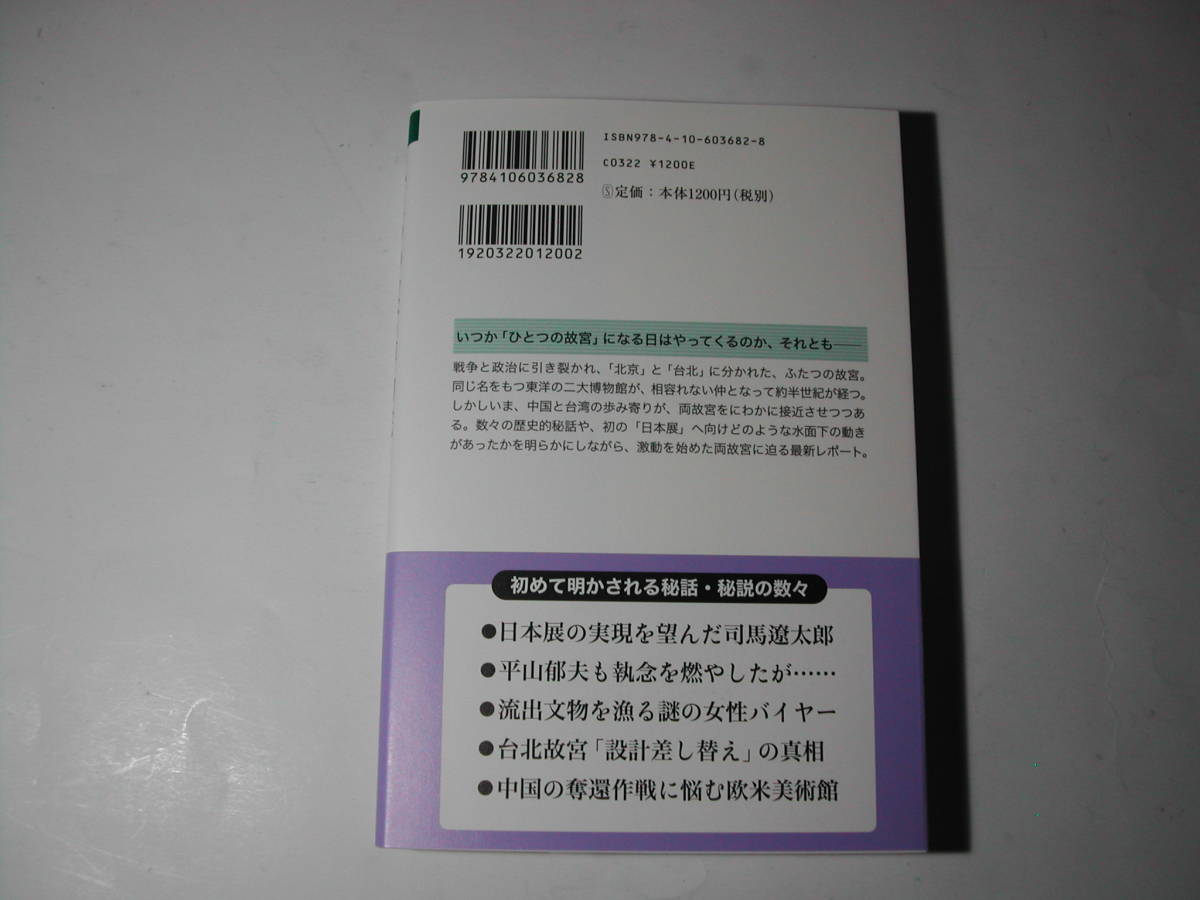 ISBN978-4-10-603682-8
C0322 ¥1200E
9784106036828
Ⓢ定価:本体1200円(税別)
1920322012002
いつか「ひとつの故宮」になる日はやってくるのか、それとも——
戦争と政治に引き裂かれ、「北京」と「台北」に分かれた、ふたつの故宮。
同じ名をもつ東洋の二大博物館が、相容れない仲となって約半世紀が経つ。
しかしいま、中国と台湾の歩み寄りが、両故宮をにわかに接近させつつあ
る。数々の歴史的秘話や、初の「日本展」へ向けどのような水面下の動き
があったかを明らかにしながら、激動を始めた両故宮に迫る最新レポート。
初めて明かされる秘話・秘説の数々
●日本展の実現を望んだ司馬遼太郎
●平山郁夫も執念を燃やしたが……
●流出文物を漁る謎の女性バイヤー
●台北故宮「設計差し替え」の真相
●中国の奪還作戦に悩む欧米美術館